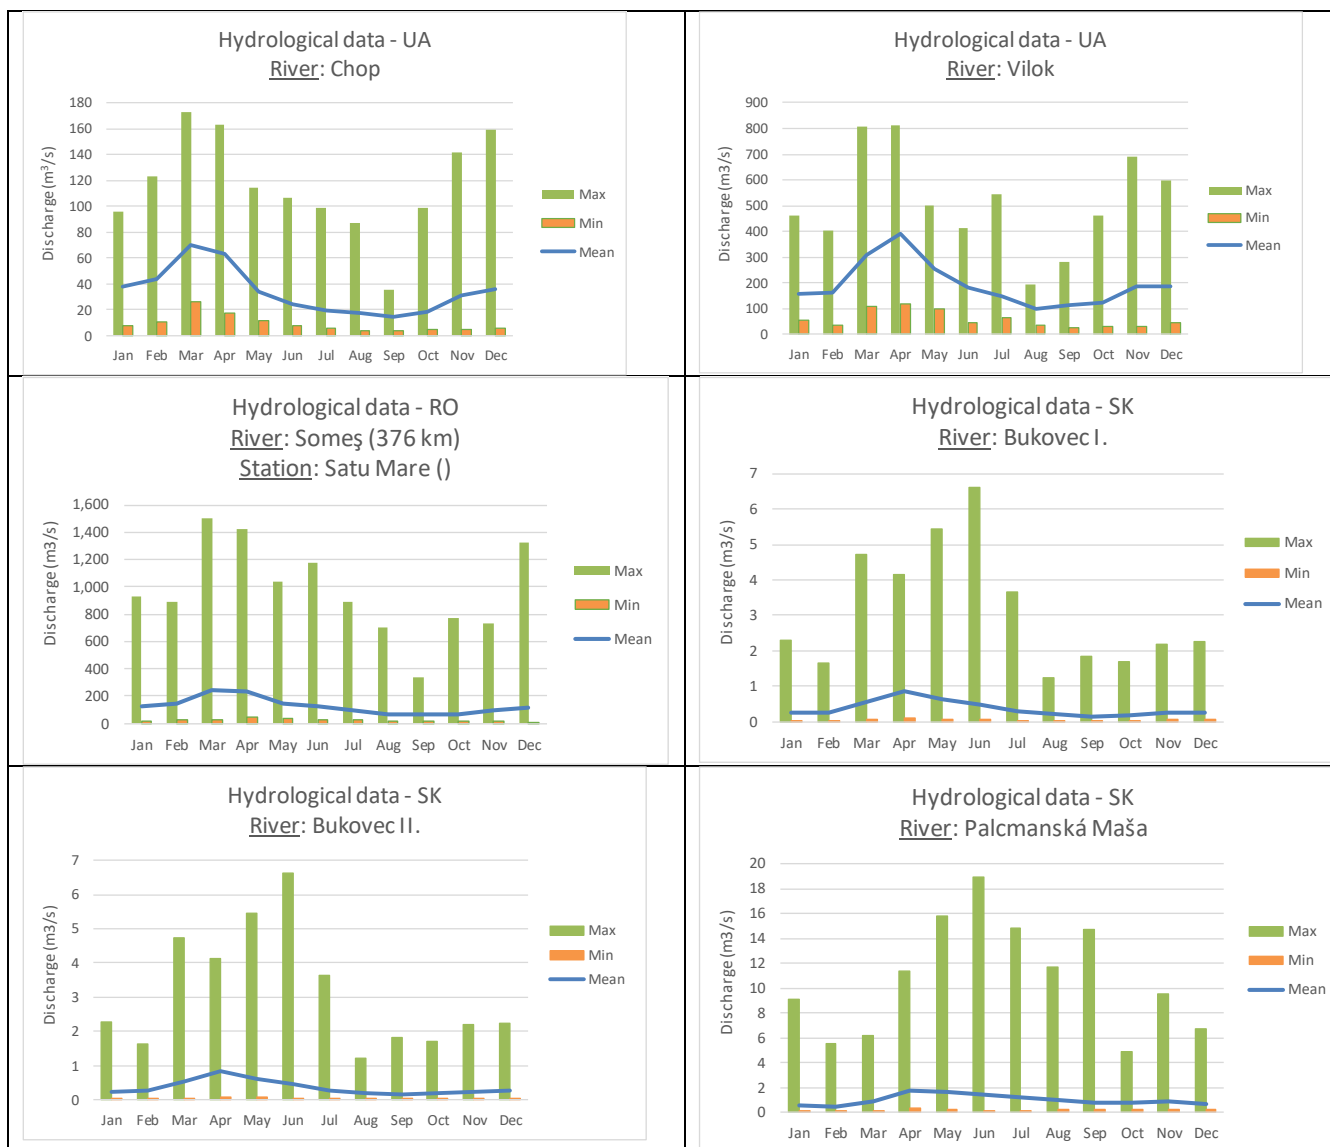 Hydrological data - UA
River: Chop
Discharge (m³/s)
180
160
140
120
100
80
60
40
20
0
Jan Feb Mar Apr May Jun Jul Aug Sep Oct Nov Dec
Max
Min
Mean
Hydrological data - UA
River: Vilok
Discharge (m3/s)
900
800
700
600
500
400
300
200
100
0
Jan Feb Mar Apr May Jun Jul Aug Sep Oct Nov Dec
Max
Min
Mean
Hydrological data - RO
River: Someş (376 km)
Station: Satu Mare ()
Discharge (m3/s)
1,600
1,400
1,200
1,000
800
600
400
200
0
Jan Feb Mar Apr May Jun Jul Aug Sep Oct Nov Dec
Max
Min
Mean
Hydrological data - SK
River: Bukovec I.
Discharge (m3/s)
7
6
5
4
3
2
1
0
Jan Feb Mar Apr May Jun Jul Aug Sep Oct Nov Dec
Max
Min
Mean
Hydrological data - SK
River: Bukovec II.
Discharge (m3/s)
7
6
5
4
3
2
1
0
Jan Feb Mar Apr May Jun Jul Aug Sep Oct Nov Dec
Max
Min
Mean
Hydrological data - SK
River: Palcmanská Maša
Discharge (m3/s)
20
18
16
14
12
10
8
6
4
2
0
Jan Feb Mar Apr May Jun Jul Aug Sep Oct Nov Dec
Max
Min
Mean